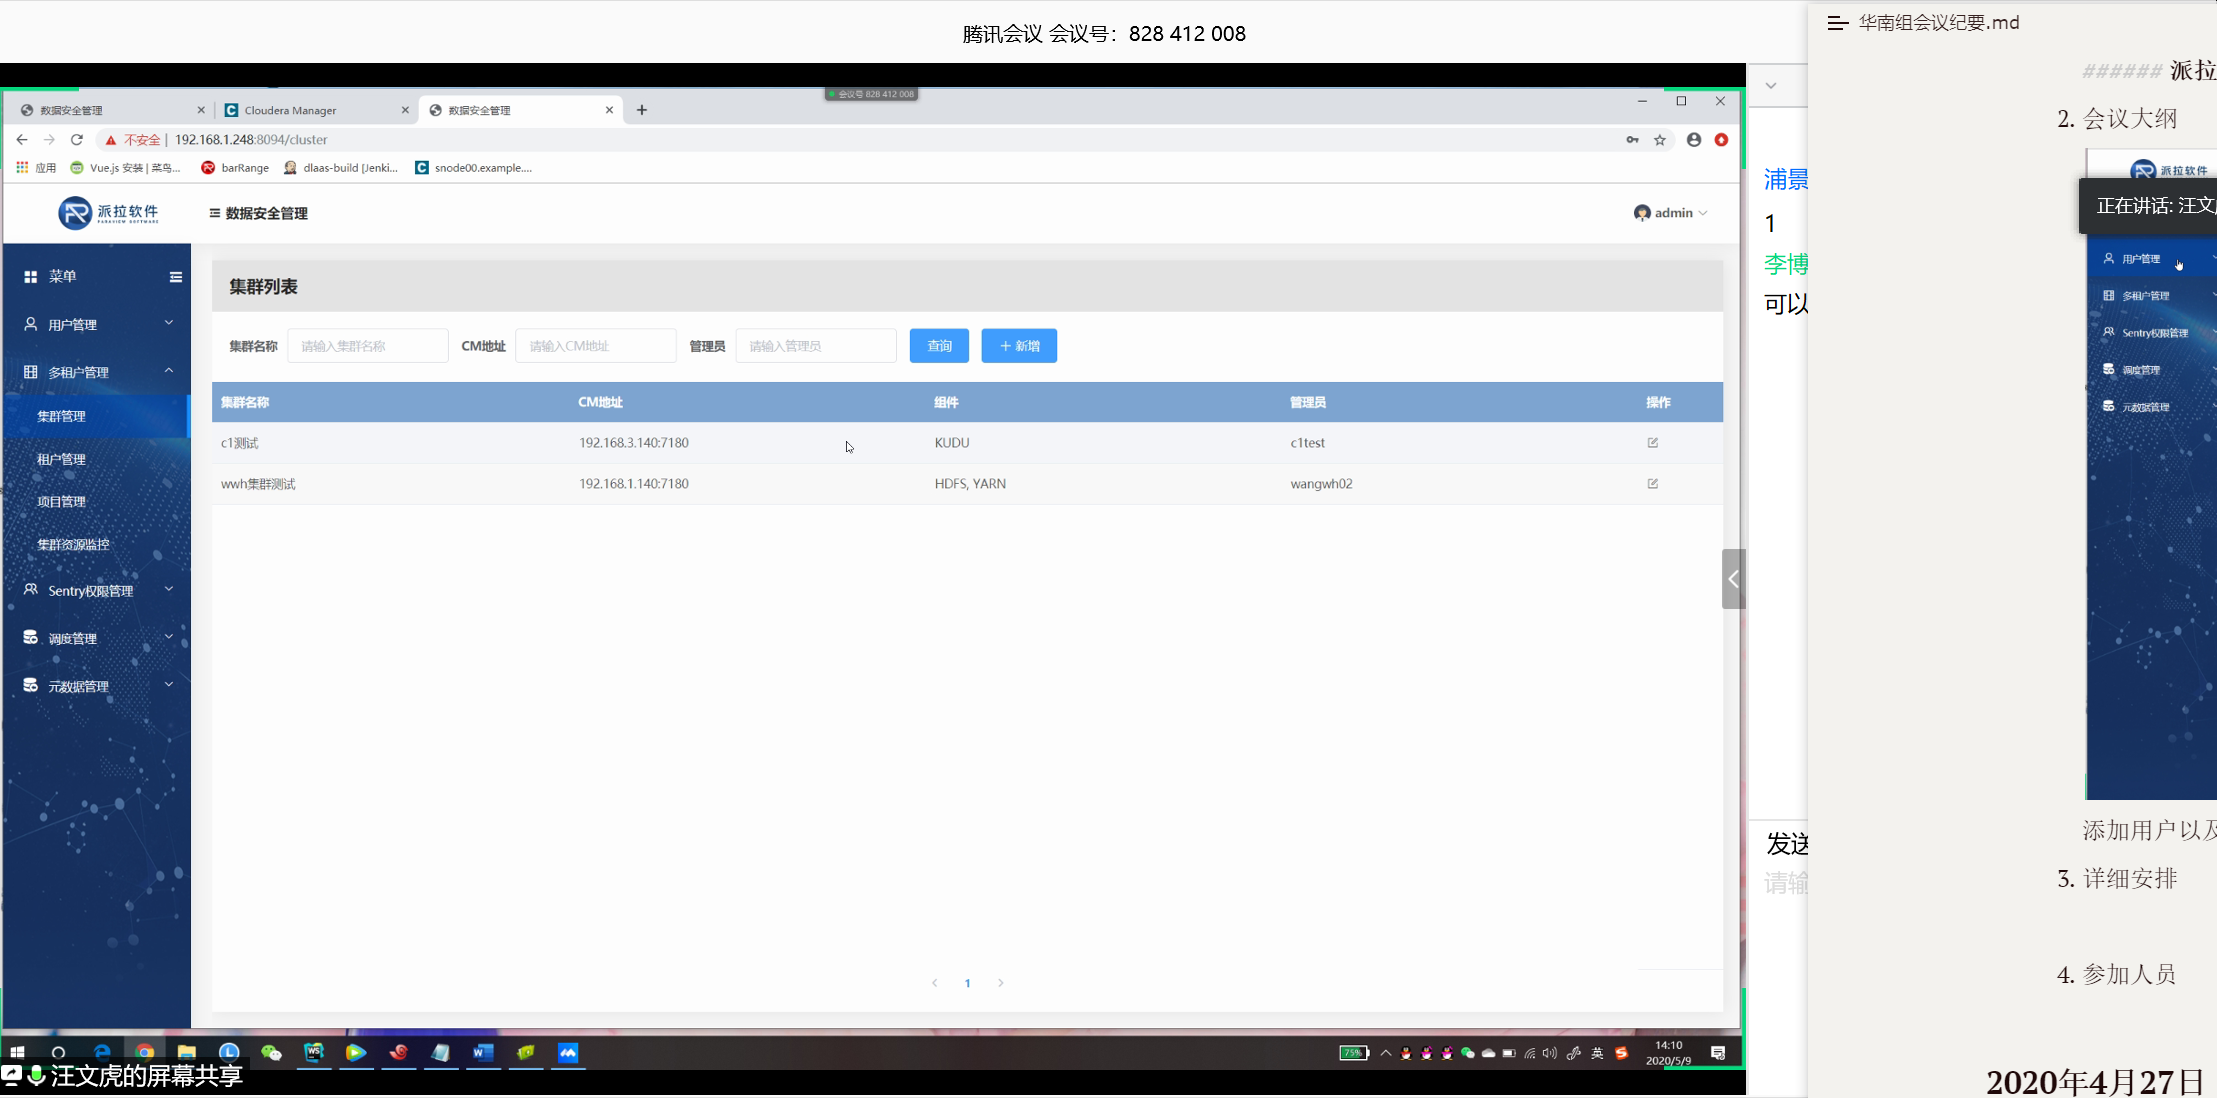 腾讯会议 会议号：828 412 008
会议号 828 412 008
数据安全管理
Cloudera Manager
数据安全管理
不安全 | 192.168.1.248:8094/cluster
应用
Vue.js 安装 | 菜鸟...
barRange
dlaas-build [Jenki...
snode00.example....
派拉软件
PARAVIEW SOFTWARE
数据安全管理
admin
菜单
用户管理
多租户管理
集群管理
租户管理
项目管理
集群资源监控
Sentry权限管理
调度管理
元数据管理
集群列表
集群名称 请输入集群名称 CM地址 请输入CM地址 管理员 请输入管理员 查询 + 新增
集群名称 CM地址 组件 管理员 操作
c1测试 192.168.3.140:7180 KUDU c1test
wwh集群测试 192.168.1.140:7180 HDFS, YARN wangwh02
1
75%
英
14:10
2020/5/9
汪文虎的屏幕共享
浦景
1
李博
可以
发送
请输
华南组会议纪要.md
###### 派拉
2. 会议大纲
派拉软件
正在讲话: 汪文
用户管理
多租户管理
Sentry权限管理
调度管理
元数据管理
添加用户以及
3. 详细安排
4. 参加人员
2020年4月27日